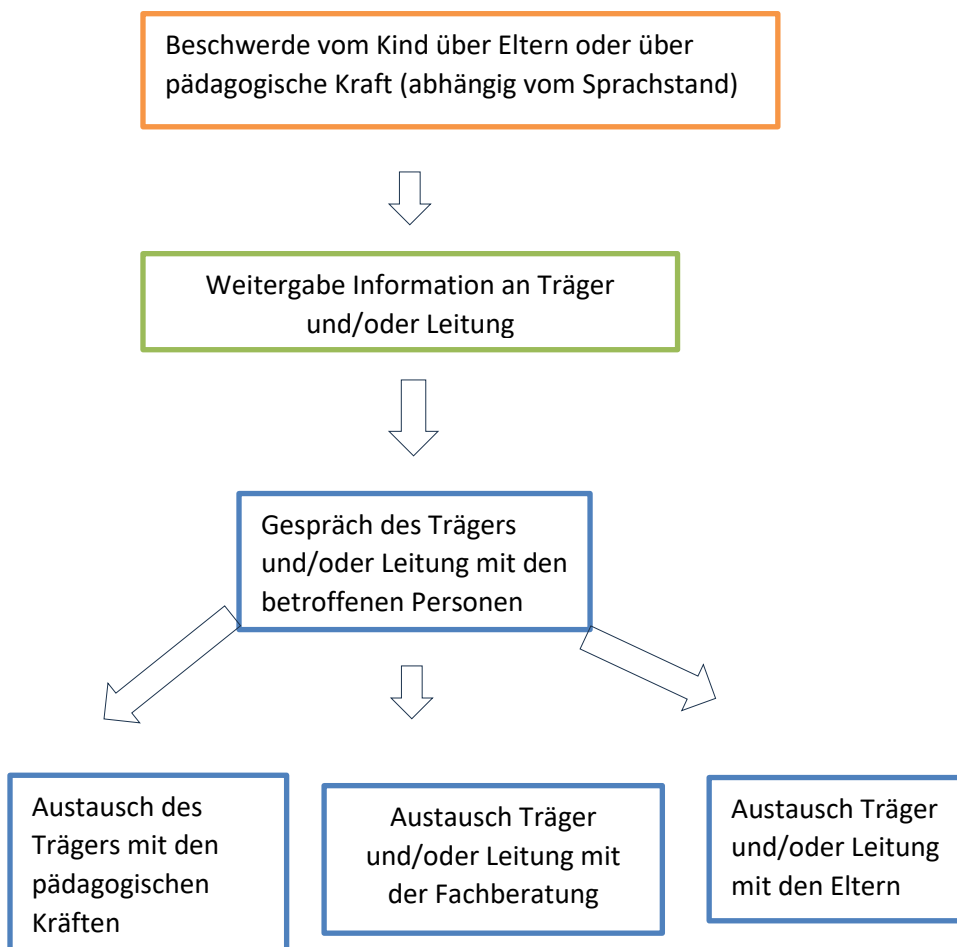 Beschwerde vom Kind über Eltern oder über
pädagogische Kraft (abhängig vom Sprachstand)
Weitergabe Information an Träger
und/oder Leitung
Gespräch des Trägers
und/oder Leitung mit den
betroffenen Personen
Austausch des
Trägers mit den
pädagogischen
Kräften
Austausch Träger
und/oder Leitung mit
der Fachberatung
Austausch Träger
und/oder Leitung
mit den Eltern